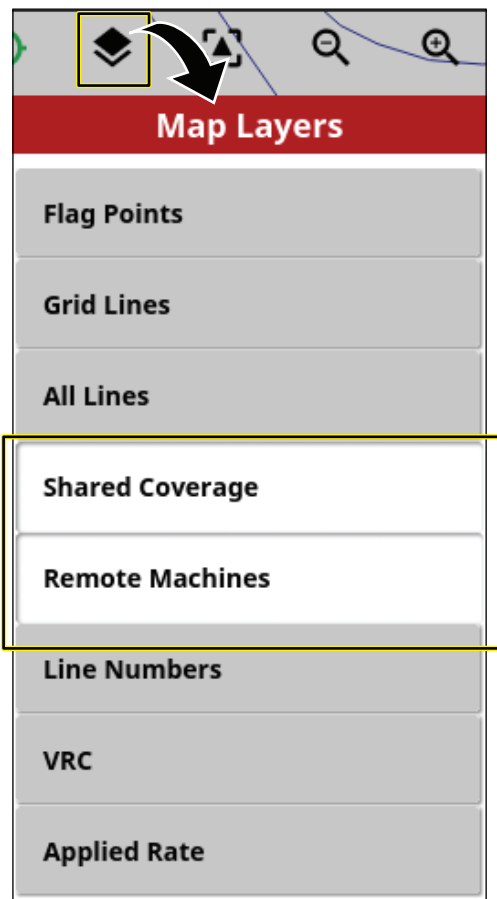 Map Layers
Flag Points
Grid Lines
All Lines
Shared Coverage
Remote Machines
Line Numbers
VRC
Applied Rate